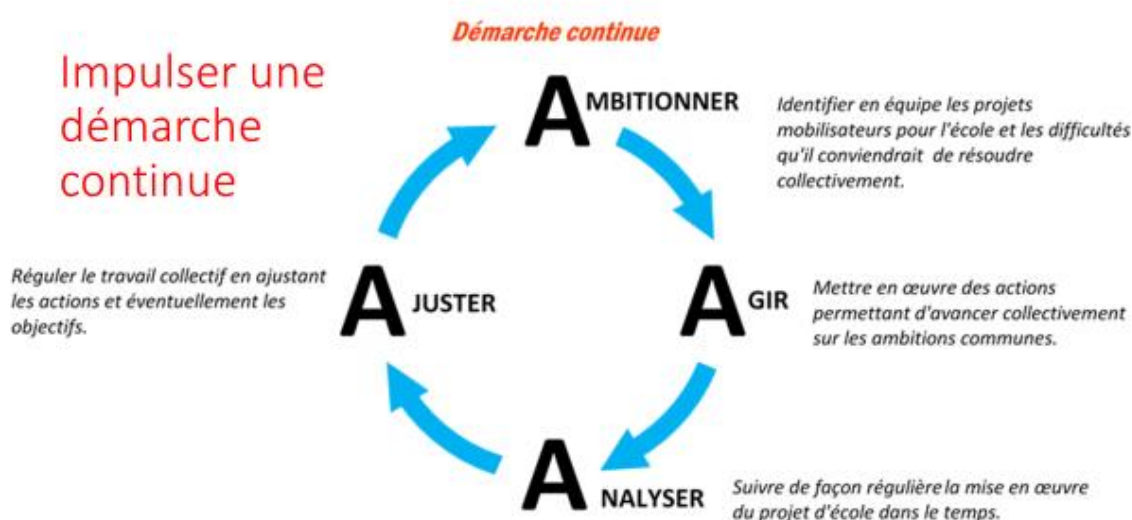 Démarche continue
Impulser une
démarche
continue
AMBITIONNER
Identifier en équipe les projets
mobilisateurs pour l'école et les difficultés
qu'il conviendrait de résoudre
collectivement.
Réguler le travail collectif en ajustant
les actions et éventuellement les
objectifs.
AJUSTER
AGIR
Mettre en œuvre des actions
permettant d'avancer collectivement
sur les ambitions communes.
ANALYSER
Suivre de façon régulière la mise en œuvre
du projet d'école dans le temps.